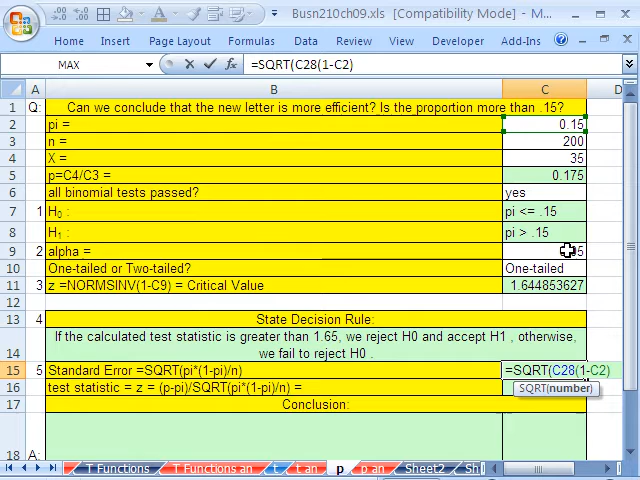 Busn210ch09.xls [Compatibility Mode] - M...
Home Insert Page Layout Formulas Data Review View Developer Add-Ins
MAX =SQRT(C28(1-C2)
A B C D
1 Q: Can we conclude that the new letter is more efficient? Is the proportion more than .15?
2 pi = 0.15
3 n = 200
4 X = 35
5 p=C4/C3 = 0.175
6 all binomial tests passed? yes
7 1 H₀ : pi <= .15
8 H₁ : pi > .15
9 2 alpha =
10 One-tailed or Two-tailed? One-tailed
11 3 z =NORMSINV(1-C9) = Critical Value 1.644853627
12
13 4 State Decision Rule:
If the calculated test statistic is greater than 1.65, we reject H0 and accept H1 , otherwise,
14 we fail to reject H0 .
15 5 Standard Error =SQRT(pi*(1-pi)/n) =SQRT(C28(1-C2)
16 test statistic = z = (p-pi)/SQRT(pi*(1-pi)/n) =
SQRT(number)
17 Conclusion:
18 A:
T Functions T Functions an t t an p p an Sheet2 Sh